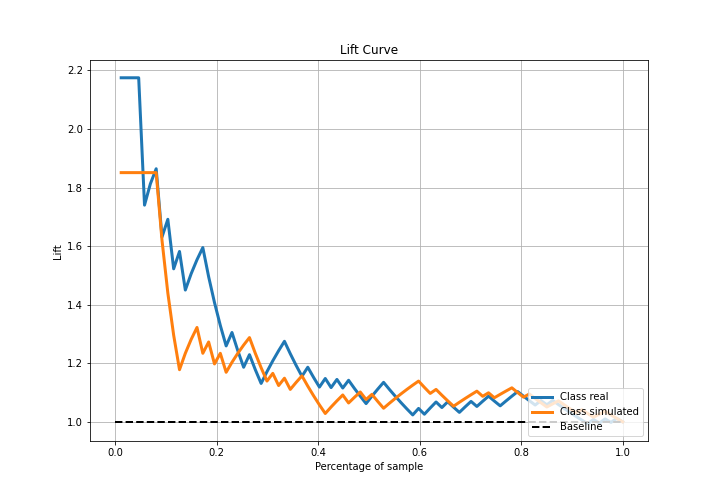 Lift Curve
2.2
2.0
1.8
1.6
1.4
1.2
1.0
Lift
0.0
0.2
0.4
0.6
0.8
1.0
Percentage of sample
Class real
Class simulated
Baseline